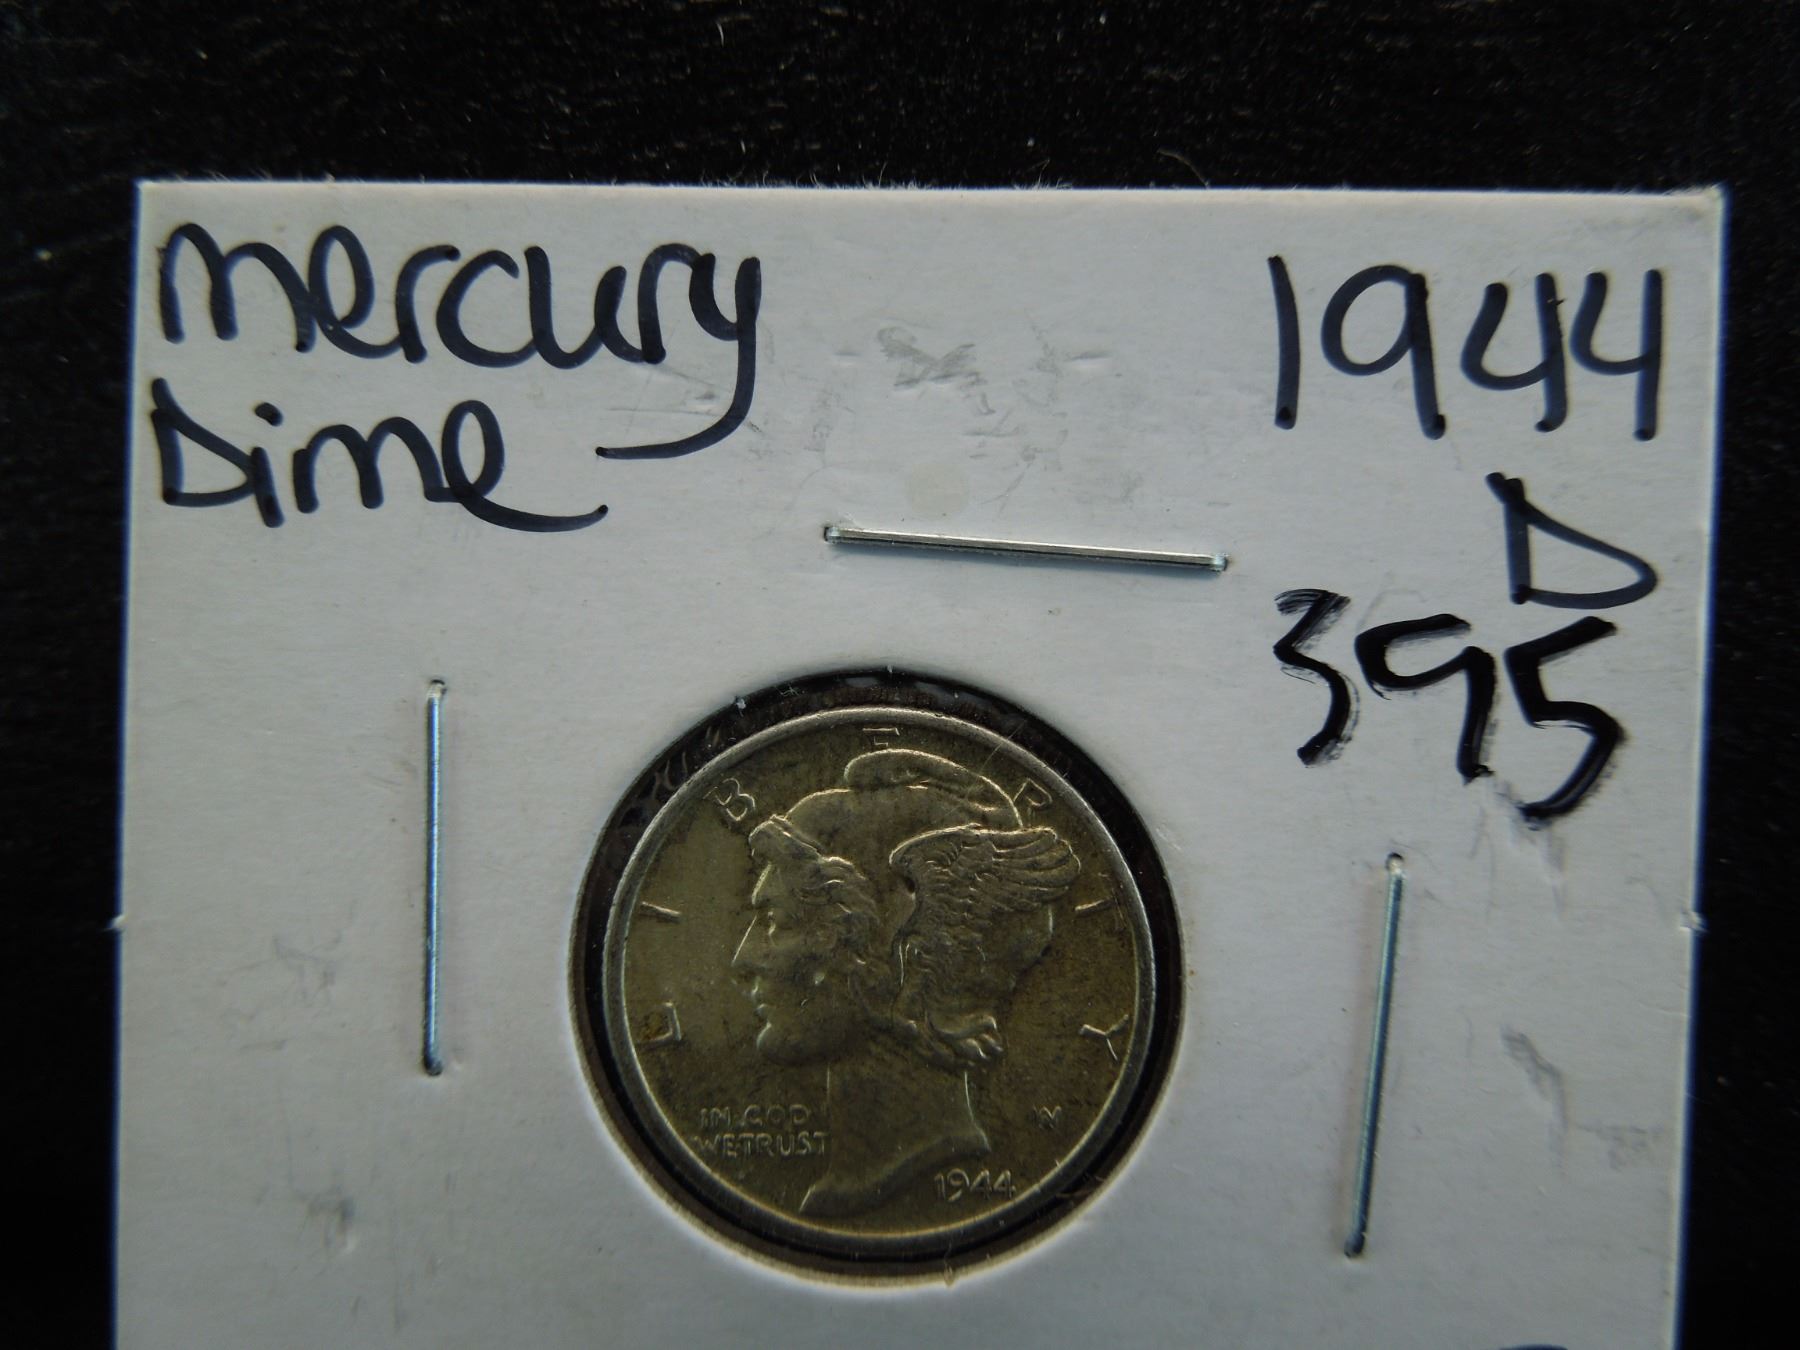 mercury
Dime
1944
D
395
LIBERTY
IN GOD
WE TRUST
1944